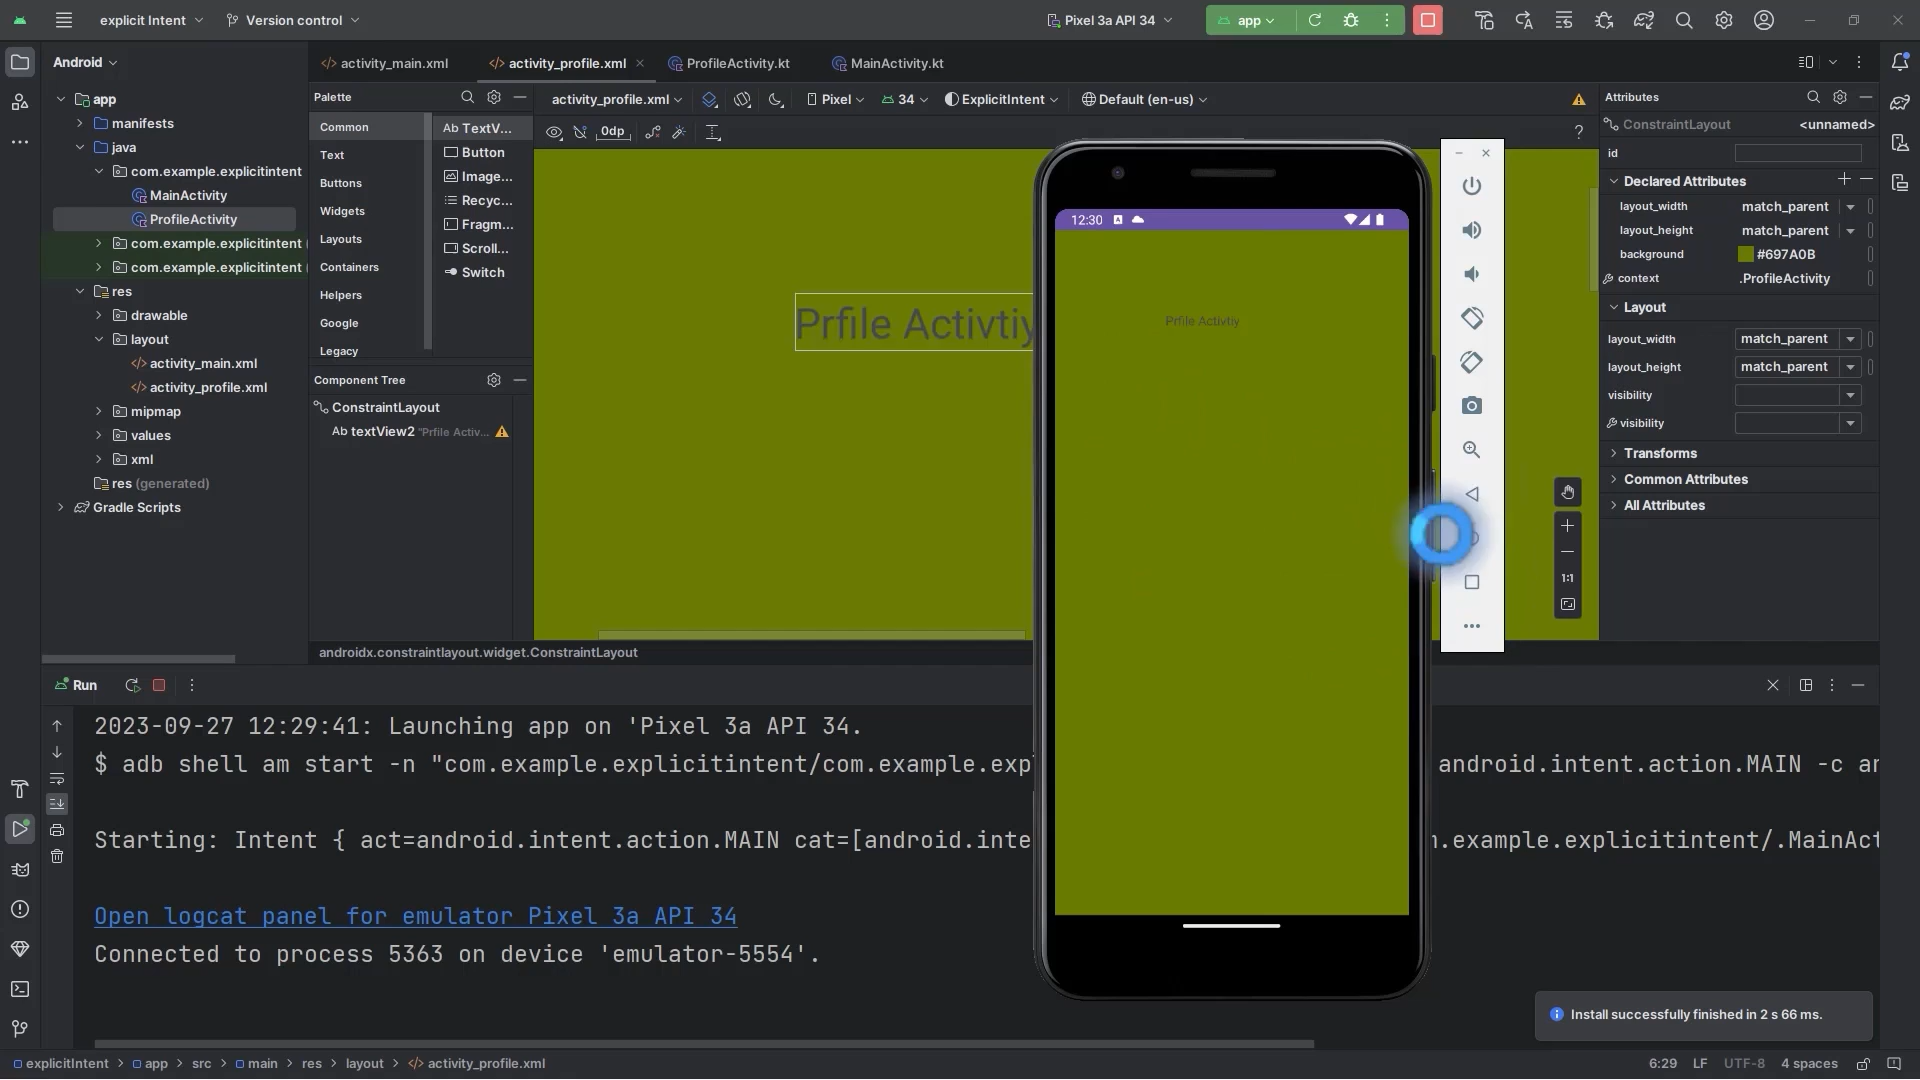 explicit Intent
Version control
Pixel 3a API 34
app
Android
activity_main.xml
activity_profile.xml
ProfileActivity.kt
MainActivity.kt
app
manifests
java
com.example.explicitintent
MainActivity
ProfileActivity
com.example.explicitintent
com.example.explicitintent
res
drawable
layout
activity_main.xml
activity_profile.xml
mipmap
values
xml
res (generated)
Gradle Scripts
Palette
Common
Text
Buttons
Widgets
Layouts
Containers
Helpers
Google
Legacy
Ab TextV...
Button
Image...
Recyc...
Fragm...
Scroll...
Switch
Component Tree
ConstraintLayout
Ab textView2 "Prfile Activ...
activity_profile.xml
Pixel
34
ExplicitIntent
Default (en-us)
0dp
?
Prfile Activtiy
12:30
Prfile Activtiy
1:1
Attributes
ConstraintLayout
<unnamed>
id
Declared Attributes
layout_width match_parent
layout_height match_parent
background #697A0B
context .ProfileActivity
Layout
layout_width match_parent
layout_height match_parent
visibility
visibility
Transforms
Common Attributes
All Attributes
androidx.constraintlayout.widget.ConstraintLayout
Run
2023-09-27 12:29:41: Launching app on 'Pixel 3a API 34.
$ adb shell am start -n "com.example.explicitintent/com.example.exp android.intent.action.MAIN -c an
Starting: Intent { act=android.intent.action.MAIN cat=[android.inte .example.explicitintent/.MainAct
Open logcat panel for emulator Pixel 3a API 34
Connected to process 5363 on device 'emulator-5554'.
Install successfully finished in 2 s 66 ms.
explicitIntent > app > src > main > res > layout > activity_profile.xml
6:29 LF UTF-8 4 spaces